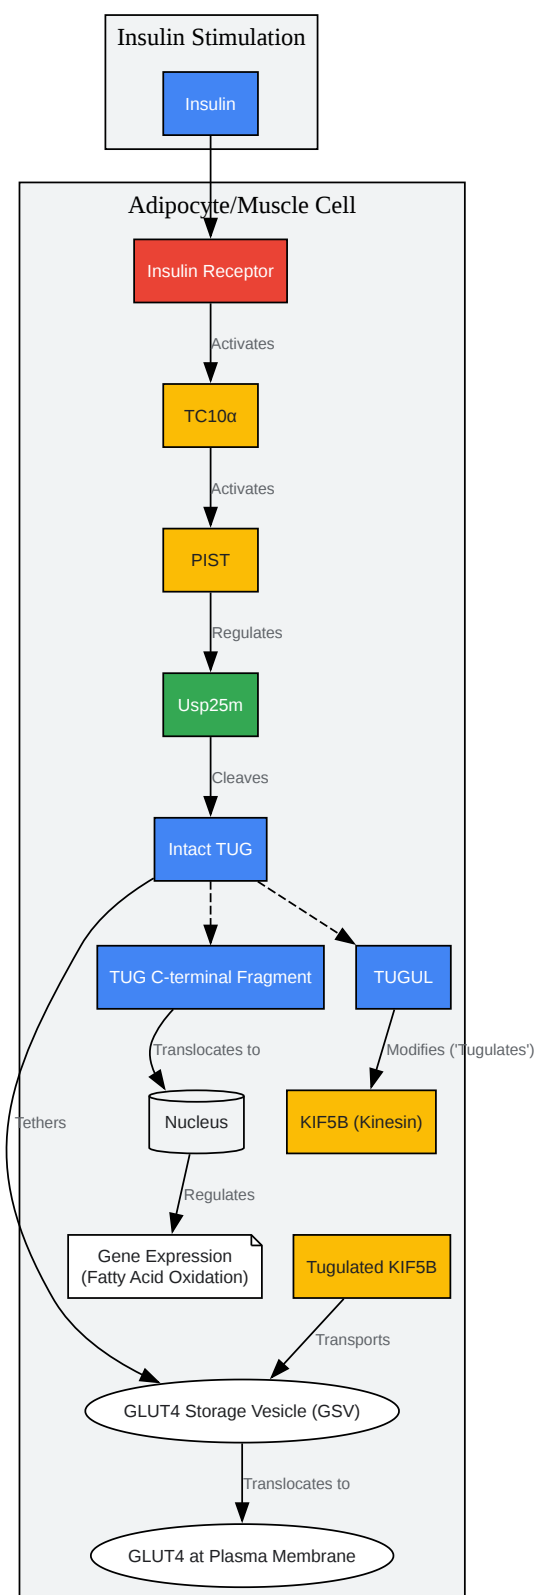 Insulin Stimulation
Insulin
Adipocyte/Muscle Cell
Insulin Receptor
Activates
TC10α
Activates
PIST
Regulates
Usp25m
Cleaves
Intact TUG
TUG C-terminal Fragment
TUGUL
Translocates to
Modifies ('Tugulates')
Tethers
Nucleus
KIF5B (Kinesin)
Regulates
Gene Expression
(Fatty Acid Oxidation)
Tugulated KIF5B
Transports
GLUT4 Storage Vesicle (GSV)
Translocates to
GLUT4 at Plasma Membrane